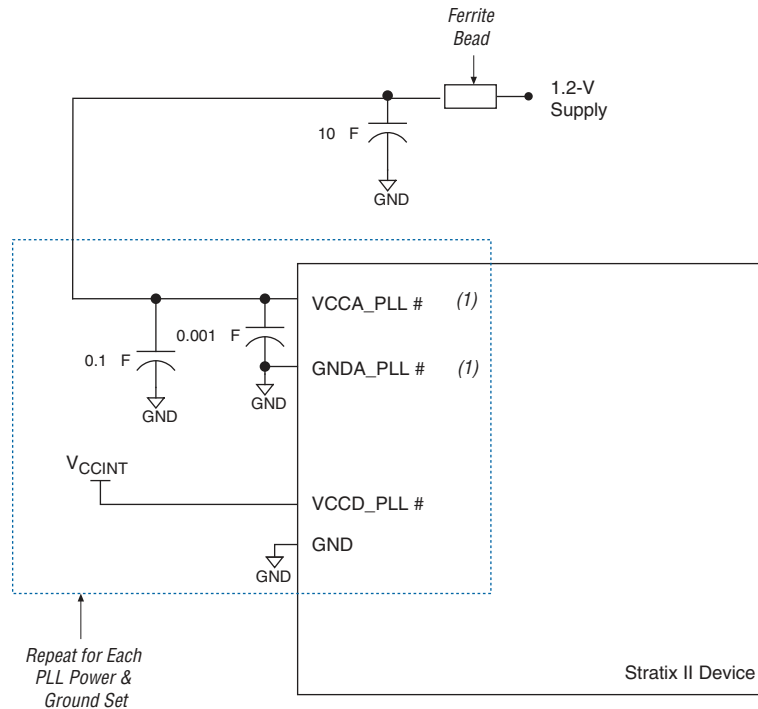 Ferrite
Bead
1.2-V
Supply
10 F
GND
VCCA_PLL # (1)
0.001 F
0.1 F
GNDA_PLL # (1)
GND
GND
VCCINT
VCCD_PLL #
GND
GND
Repeat for Each
PLL Power &
Ground Set
Stratix II Device